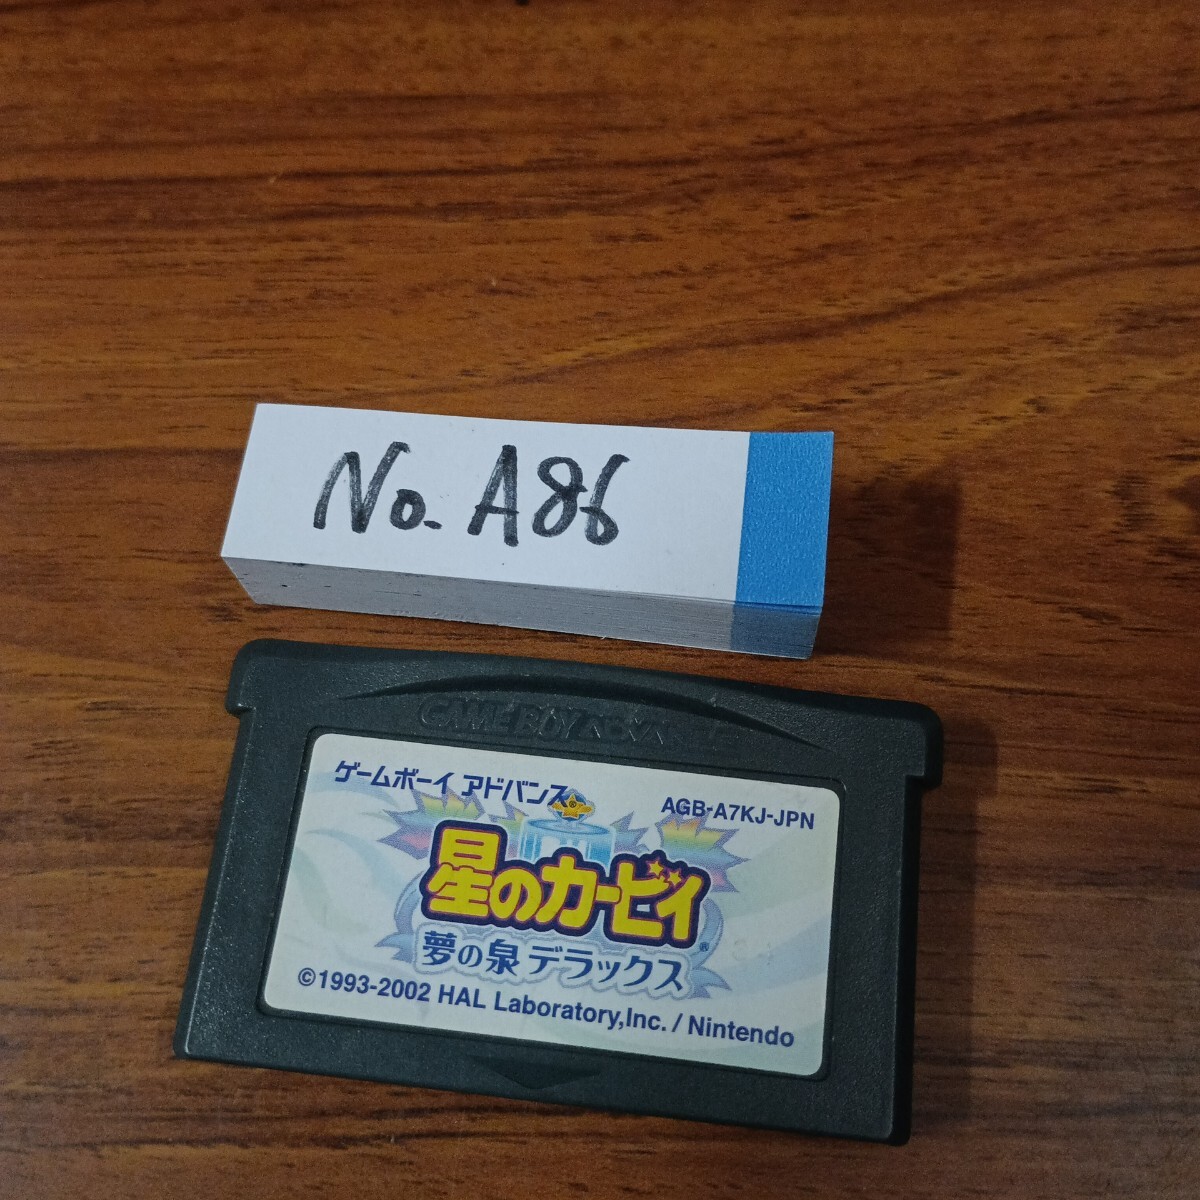 No. A86
GAME BOY ADVANCE
ゲームボーイ アドバンス
AGB-A7KJ-JPN
星のカービィ
夢の泉デラックス®
©1993-2002 HAL Laboratory,Inc. / Nintendo